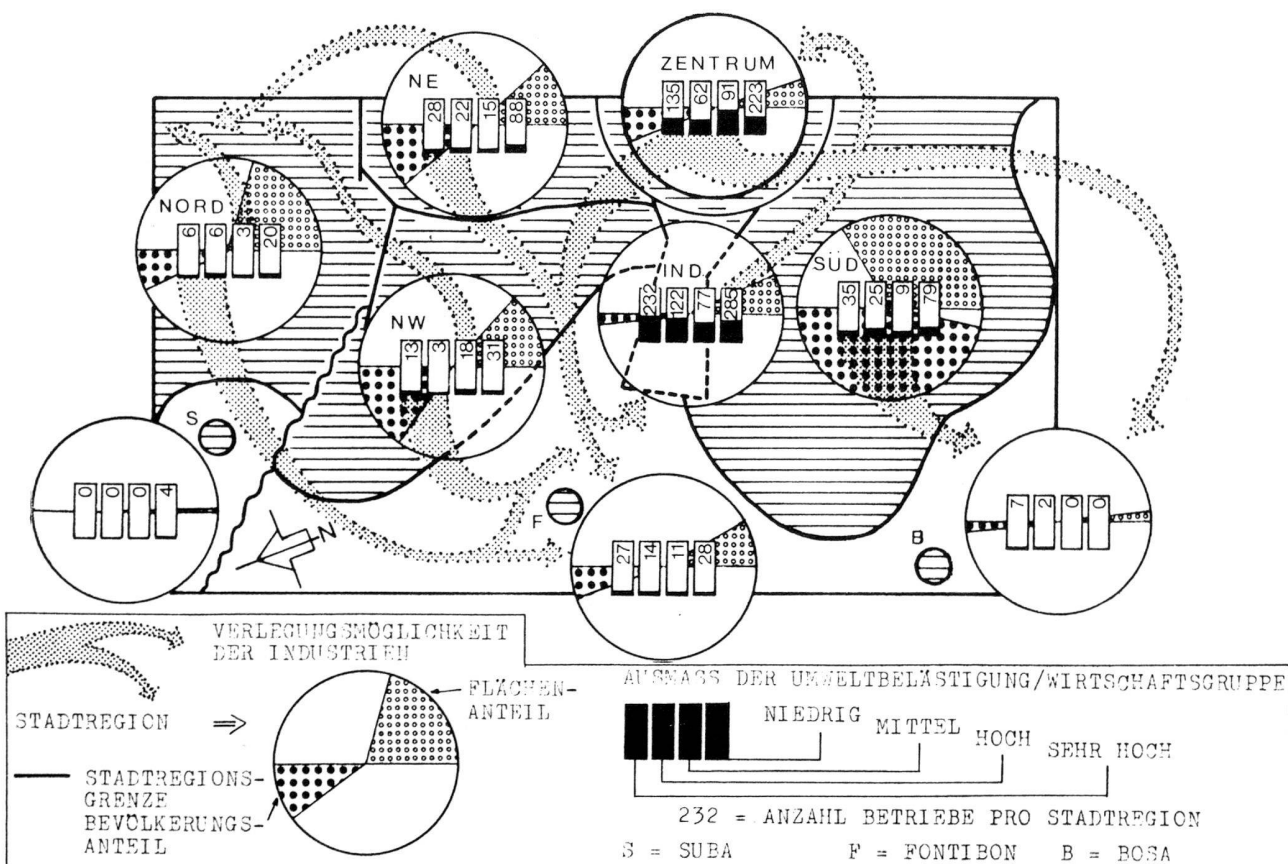 NE
28 22 15 88
ZENTRUM
135 62 91 223
NORD
6 6 3 20
IND.
232 122 77 285
SÜD
35 25 91 79
NW
13 3 18 31
S
0 0 0 4
N
F
27 14 11 28
B
7 2 0 0
VERLEGUNGSMÖGLICHKEIT
DER INDUSTRIEN
STADTREGION ⇒
FLÄCHEN-
ANTEIL
STADTREGIONS-
GRENZE
BEVÖLKERUNGS-
ANTEIL
AUSMASS DER UMWELTBELÄSTIGUNG/WIRTSCHAFTSGRUPPE
NIEDRIG
MITTEL
HOCH
SEHR HOCH
232 = ANZAHL BETRIEBE PRO STADTREGION
S = SUBA F = FONTIBON B = BOSA